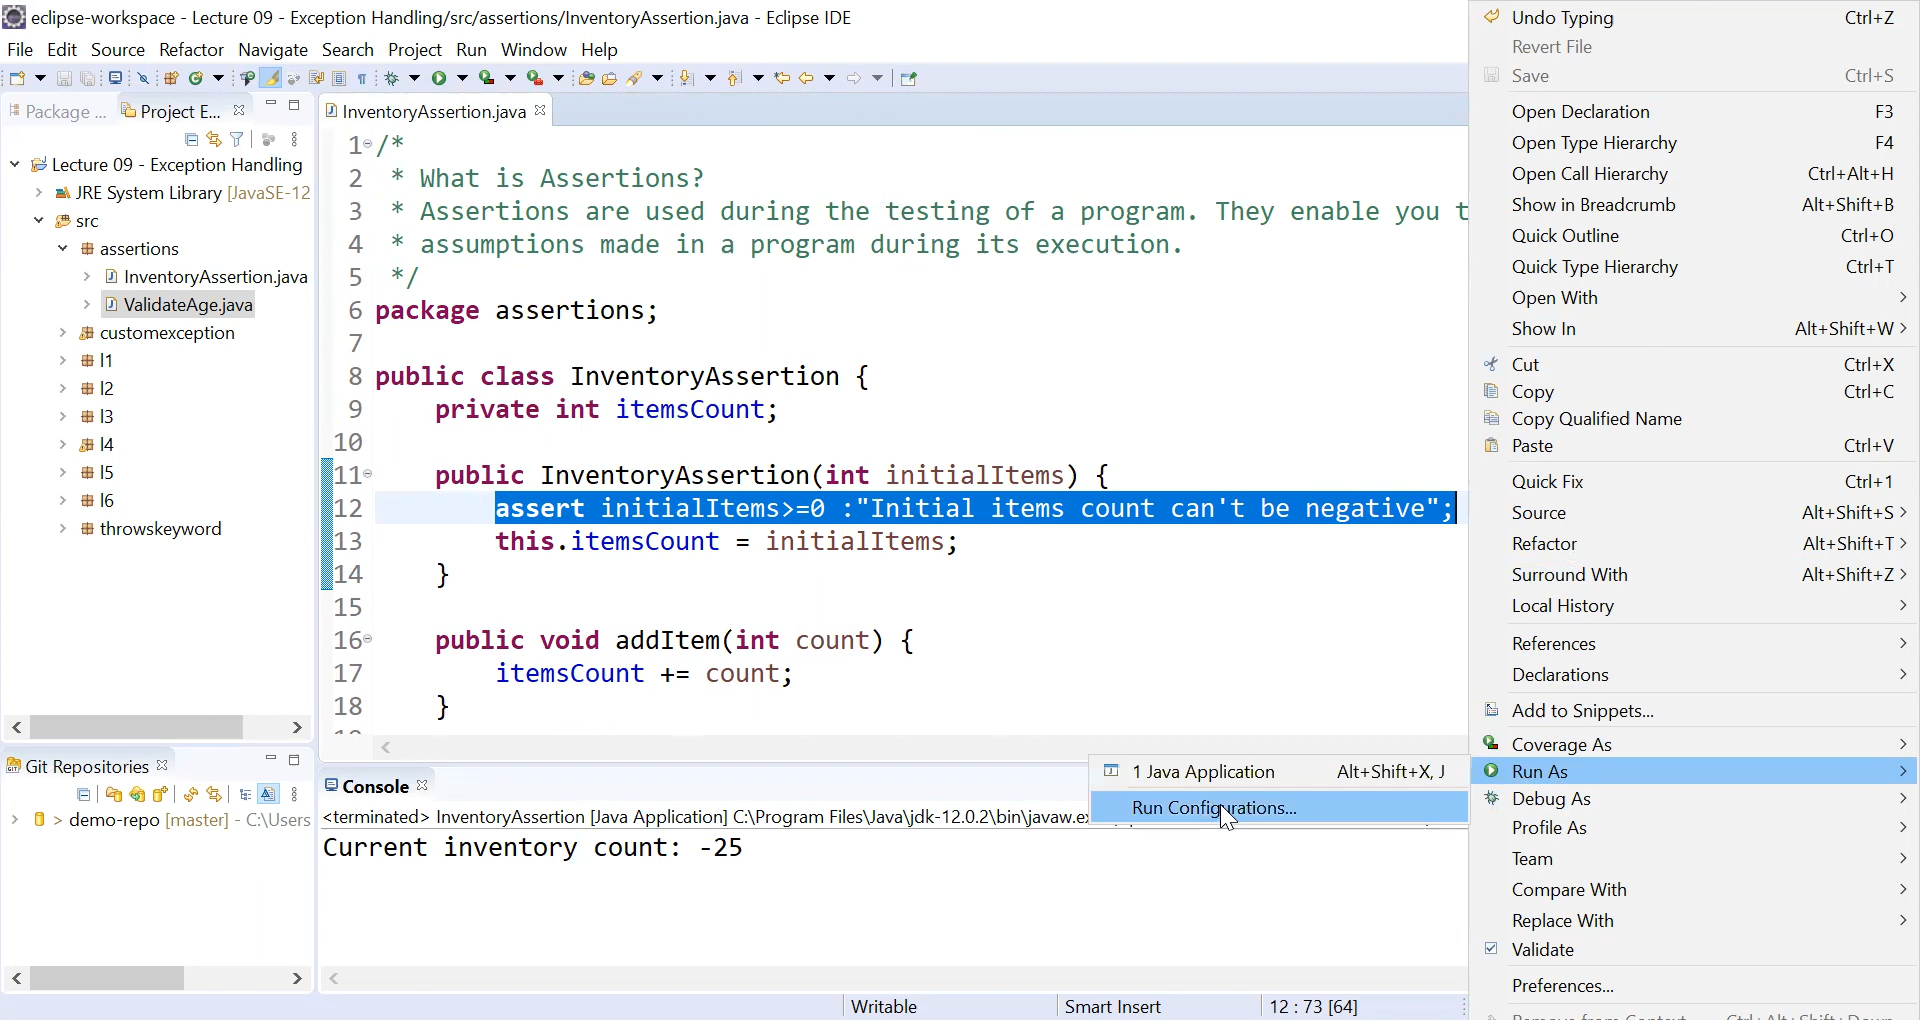 eclipse-workspace - Lecture 09 - Exception Handling/src/assertions/InventoryAssertion.java - Eclipse IDE
File Edit Source Refactor Navigate Search Project Run Window Help
Package ...
Project E...
Lecture 09 - Exception Handling
JRE System Library [JavaSE-12
src
assertions
InventoryAssertion.java
ValidateAge.java
customexception
l1
l2
l3
l4
l5
l6
throwskeyword
Git Repositories
> demo-repo [master] - C:\Users
InventoryAssertion.java
1 /*
2 * What is Assertions?
3 * Assertions are used during the testing of a program. They enable you t
4 * assumptions made in a program during its execution.
5 */
6 package assertions;
7
8 public class InventoryAssertion {
9 private int itemsCount;
10
11 public InventoryAssertion(int initialItems) {
12 assert initialItems>=0 :"Initial items count can't be negative";
13 this.itemsCount = initialItems;
14 }
15
16 public void addItem(int count) {
17 itemsCount += count;
18 }
Console
<terminated> InventoryAssertion [Java Application] C:\Program Files\Java\jdk-12.0.2\bin\javaw.ex
Current inventory count: -25
Writable
Smart Insert
12 : 73 [64]
1 Java Application Alt+Shift+X, J
Run Configurations...
Undo Typing Ctrl+Z
Revert File
Save Ctrl+S
Open Declaration F3
Open Type Hierarchy F4
Open Call Hierarchy Ctrl+Alt+H
Show in Breadcrumb Alt+Shift+B
Quick Outline Ctrl+O
Quick Type Hierarchy Ctrl+T
Open With
Show In Alt+Shift+W
Cut Ctrl+X
Copy Ctrl+C
Copy Qualified Name
Paste Ctrl+V
Quick Fix Ctrl+1
Source Alt+Shift+S
Refactor Alt+Shift+T
Surround With Alt+Shift+Z
Local History
References
Declarations
Add to Snippets...
Coverage As
Run As
Debug As
Profile As
Team
Compare With
Replace With
Validate
Preferences...